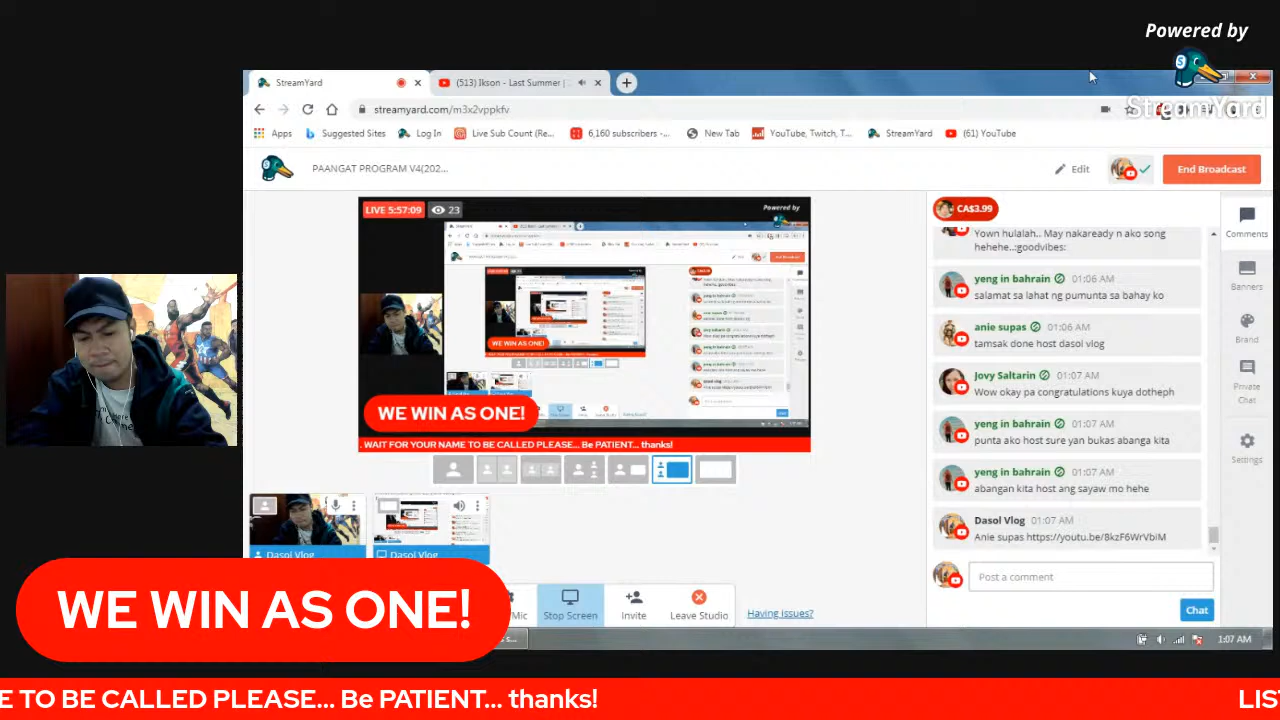 Powered by
StreamYard
StreamYard
(513) Ikson - Last Summer
streamyard.com/m3x2vppkfv
Apps
Suggested Sites
Log In
Live Sub Count (Re...
6,160 subscribers -...
New Tab
YouTube, Twitch, T...
StreamYard
(61) YouTube
PAANGAT PROGRAM V4(202...
Edit
End Broadcast
LIVE 5:57:09
23
Powered by
WE WIN AS ONE!
WE WIN AS ONE!
. WAIT FOR YOUR NAME TO BE CALLED PLEASE... Be PATIENT... thanks!
CA$3.99
Yown hulalah.. May nakaready n ako song
hehehe..:goodvibes:
yeng in bahrain 01:06 AM
salamat sa lahat ng pumunta sa bahay ko
anie supas 01:06 AM
tamsak done host dasol vlog
Jovy Saltarin 01:07 AM
Wow okay pa congratulations kuya dotheph
yeng in bahrain 01:07 AM
punta ako host sure yan bukas abanga kita
yeng in bahrain 01:07 AM
abangan kita host ang sayaw mo hehe
Dasol Vlog 01:07 AM
Anie supas https://youtu.be/8kzF6WrVbiM
Post a comment
Chat
Comments
Banners
Brand
Private
Chat
Settings
Dasol Vlog
Dasol Vlog
Mic
Stop Screen
Invite
Leave Studio
Having issues?
1:07 AM
WE WIN AS ONE!
E TO BE CALLED PLEASE... Be PATIENT... thanks!
LIS